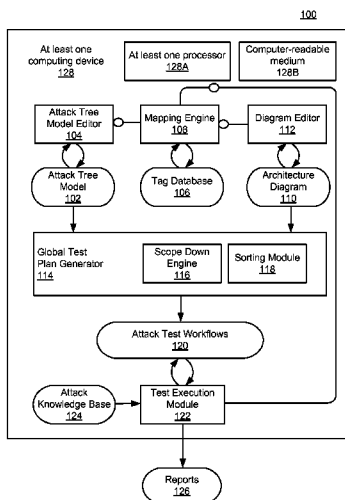 100
At least one
computing device
128
At least one processor
128A
Computer-readable
medium
128B
Attack Tree
Model Editor
104
Mapping Engine
108
Diagram Editor
112
Attack Tree
Model
102
Tag Database
106
Architecture
Diagram
110
Global Test
Plan Generator
114
Scope Down
Engine
116
Sorting Module
118
Attack Test Workflows
120
Attack
Knowledge Base
124
Test Execution
Module
122
Reports
126